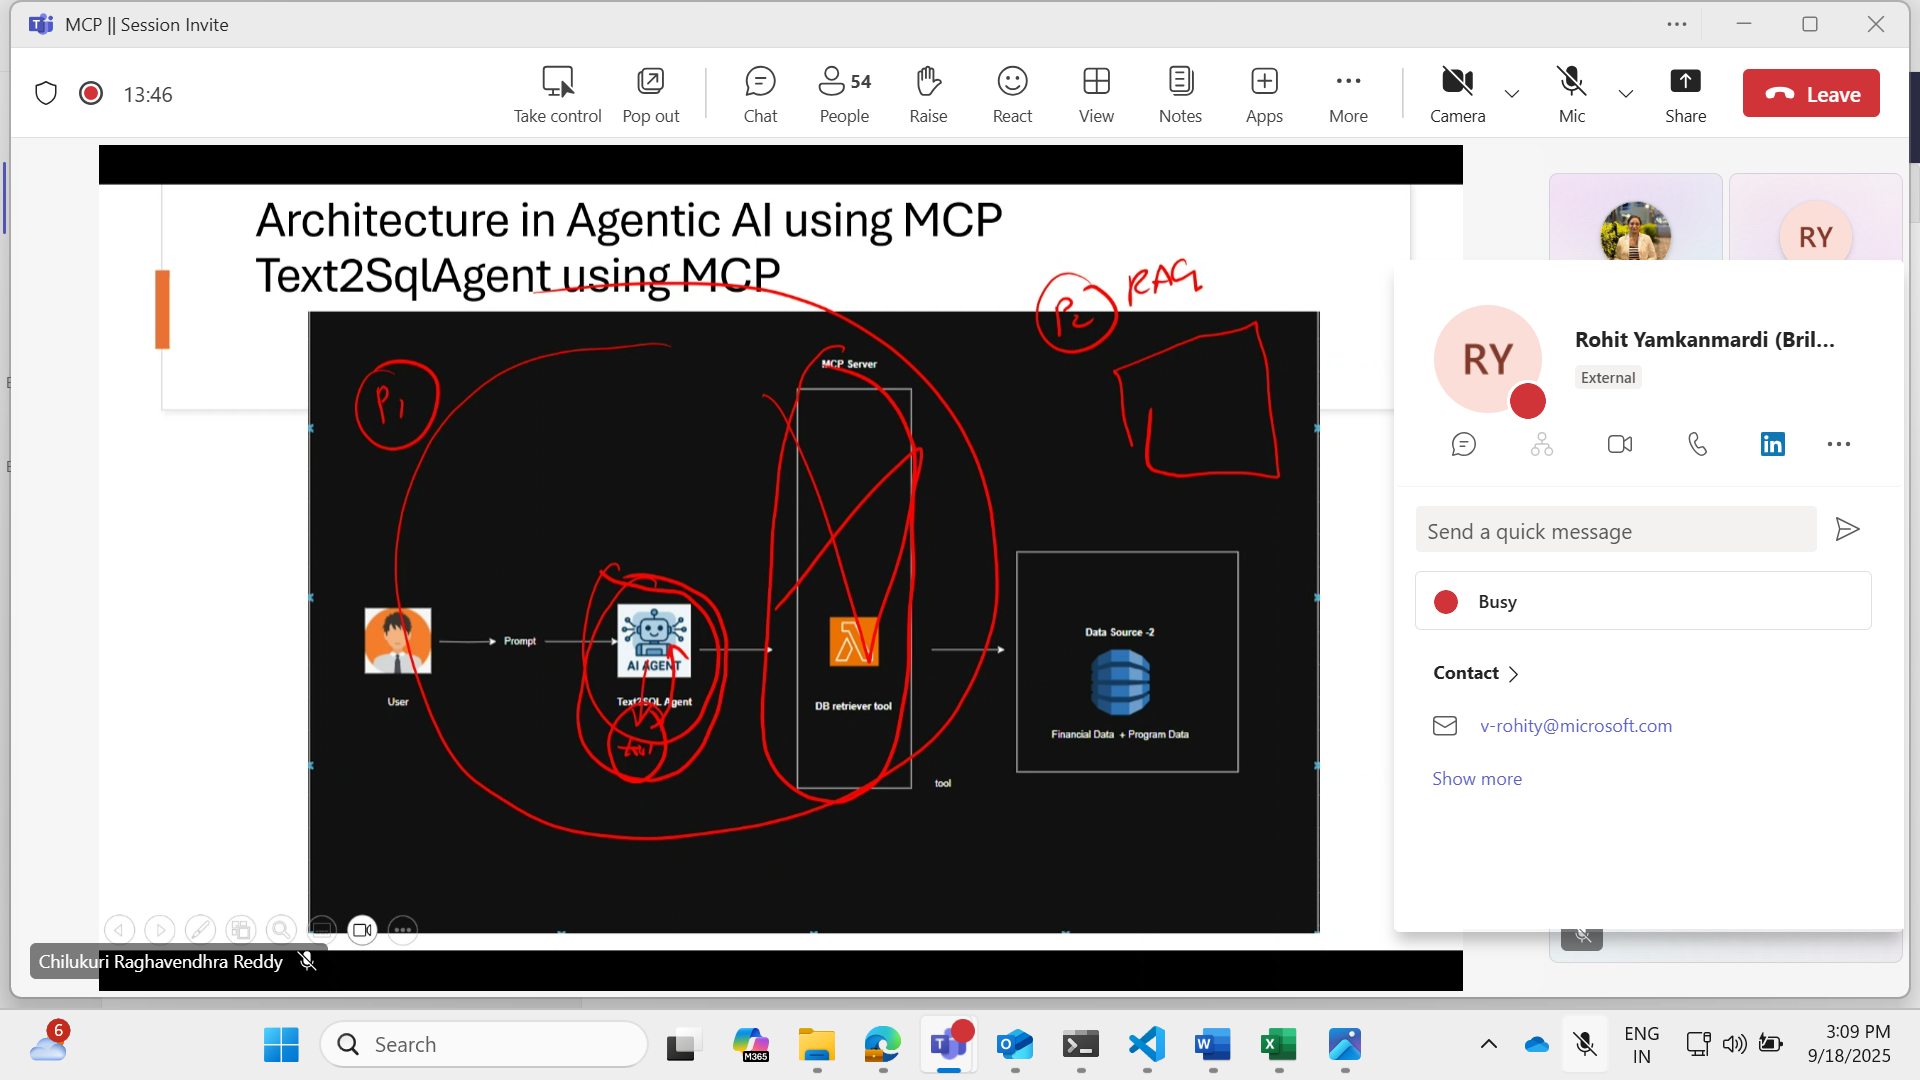 MCP || Session Invite
13:46
Take control
Pop out
Chat
54
People
Raise
React
View
Notes
Apps
More
Camera
Mic
Share
Leave
Architecture in Agentic AI using MCP
Text2SqlAgent using MCP
P2
RAG
P1
MCP Server
User
Prompt
AI AGENT
Text2SQL Agent
DB retriever tool
tool
Data Source -2
Financial Data + Program Data
RY
RY
Rohit Yamkanmardi (Bril...
External
in
Send a quick message
Busy
Contact
v-rohity@microsoft.com
Show more
Chilukuri Raghavendhra Reddy
6
Search
M365
ENG
IN
3:09 PM
9/18/2025